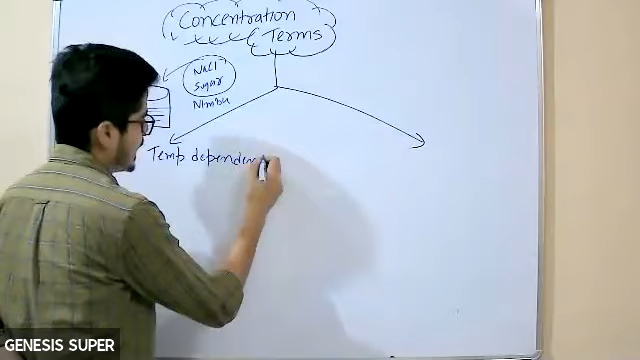 Concentration
Terms
NaCl
Sugar
Nimbu
Temp dependen
GENESIS SUPER